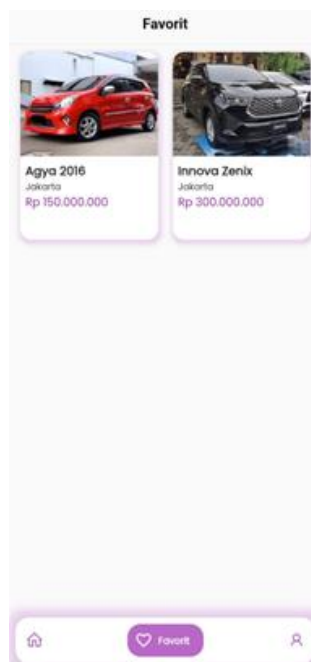 Favorit
Agya 2016
Jakarta
Rp 150.000.000
Innova Zenix
Jakarta
Rp 300.000.000
Favorit